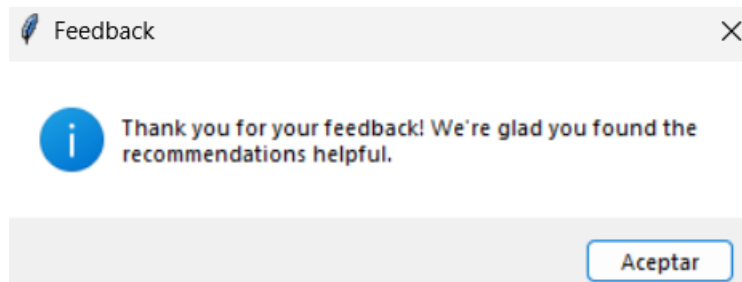 Feedback
Thank you for your feedback! We're glad you found the
recommendations helpful.
Aceptar